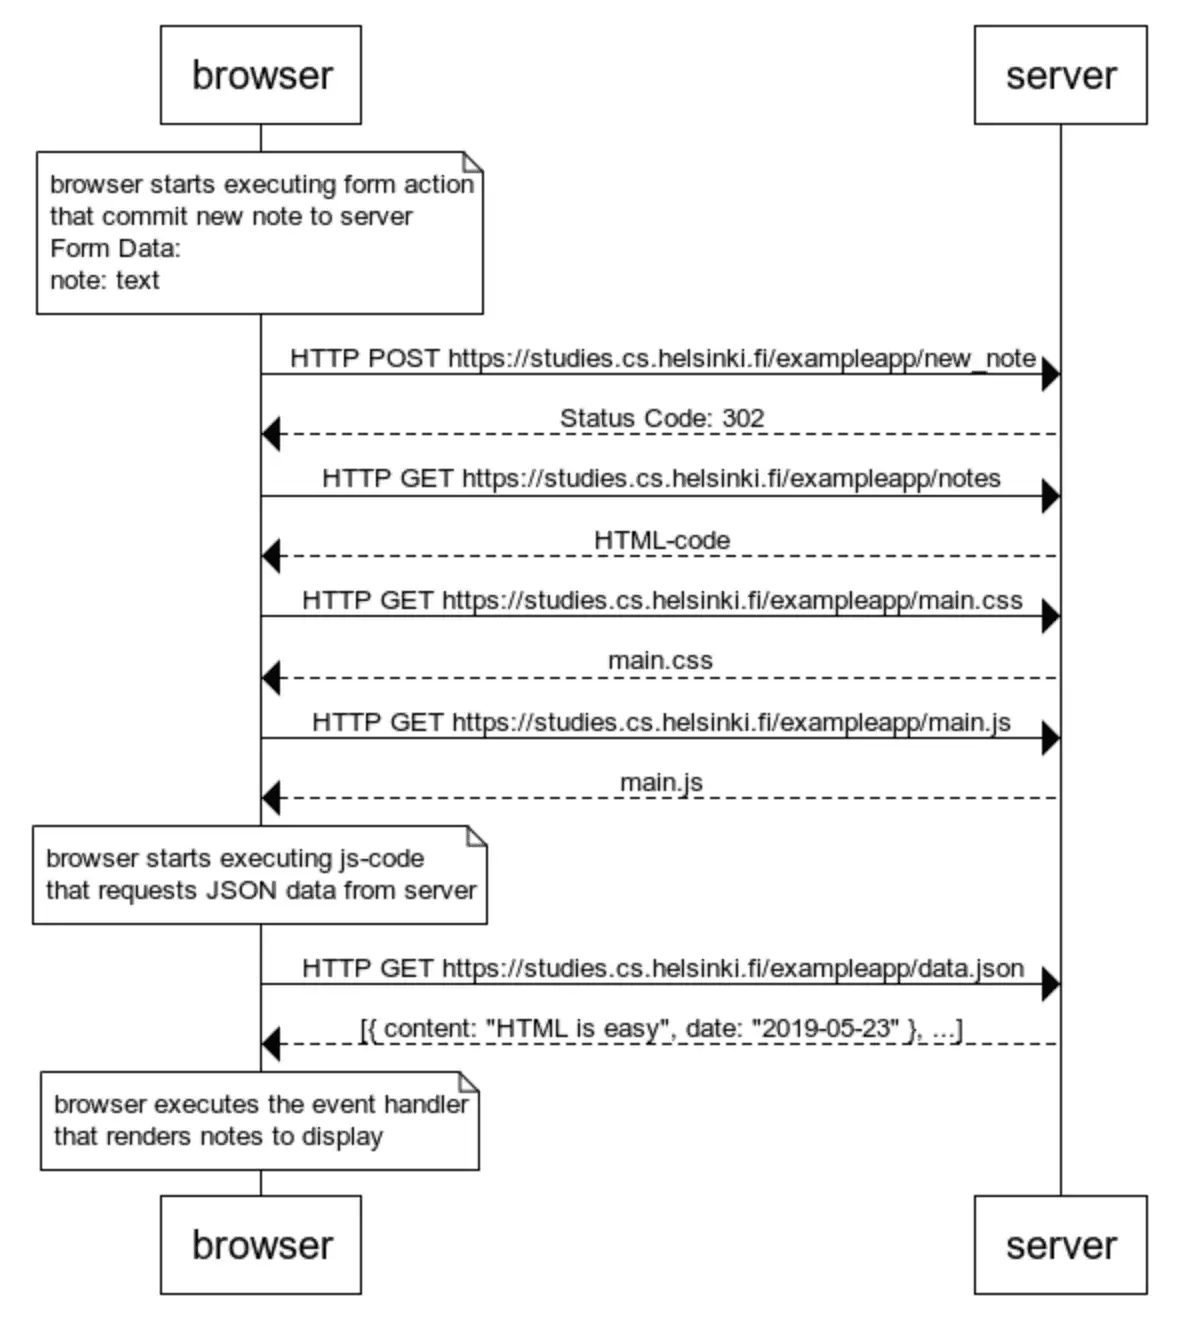 browser
server
browser starts executing form action
that commit new note to server
Form Data:
note: text
HTTP POST https://studies.cs.helsinki.fi/exampleapp/new_note
Status Code: 302
HTTP GET https://studies.cs.helsinki.fi/exampleapp/notes
HTML-code
HTTP GET https://studies.cs.helsinki.fi/exampleapp/main.css
main.css
HTTP GET https://studies.cs.helsinki.fi/exampleapp/main.js
main.js
browser starts executing js-code
that requests JSON data from server
HTTP GET https://studies.cs.helsinki.fi/exampleapp/data.json
[{ content: "HTML is easy", date: "2019-05-23" }, ...]
browser executes the event handler
that renders notes to display
browser
server